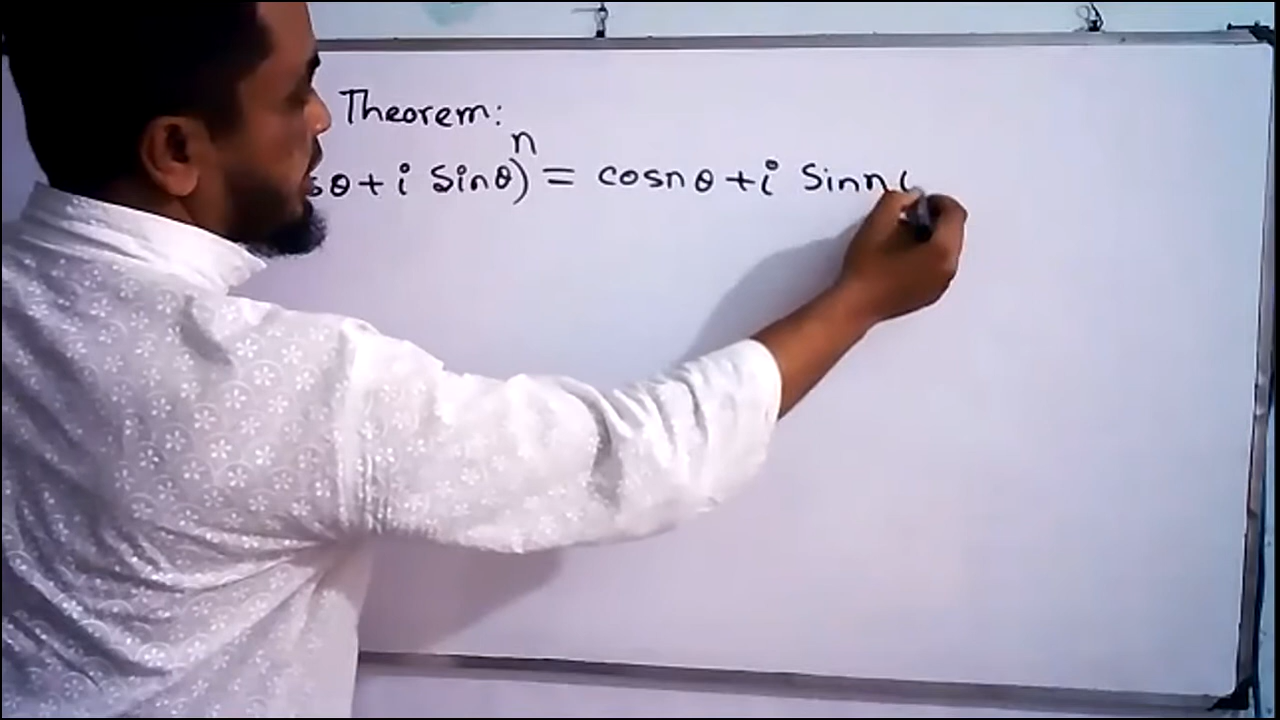 Theorem:
sθ + i Sinθ)ⁿ = cosnθ + i Sinn